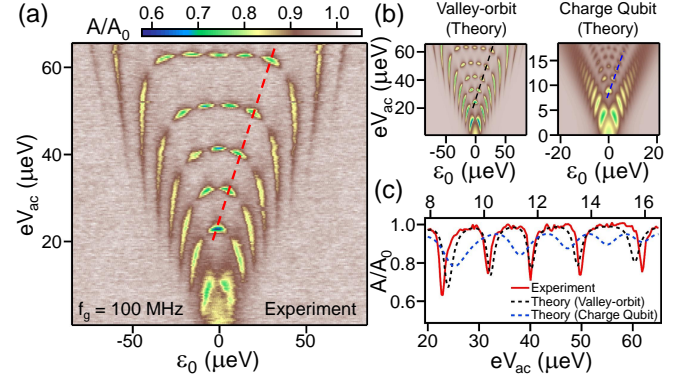 (a)
A/A0
0.6 0.7 0.8 0.9 1.0
eVac (μeV)
60
40
20
fg = 100 MHz
Experiment
-50 0 50
ε0 (μeV)
(b)
Valley-orbit
(Theory)
Charge Qubit
(Theory)
eVac (μeV)
60
40
20
-50 0 50
ε0 (μeV)
15
10
5
0
-20 0 20
ε0 (μeV)
(c)
8 10 12 14 16
A/A0
1.0
0.8
0.6
Experiment
Theory (Valley-orbit)
Theory (Charge Qubit)
20 30 40 50 60
eVac (μeV)